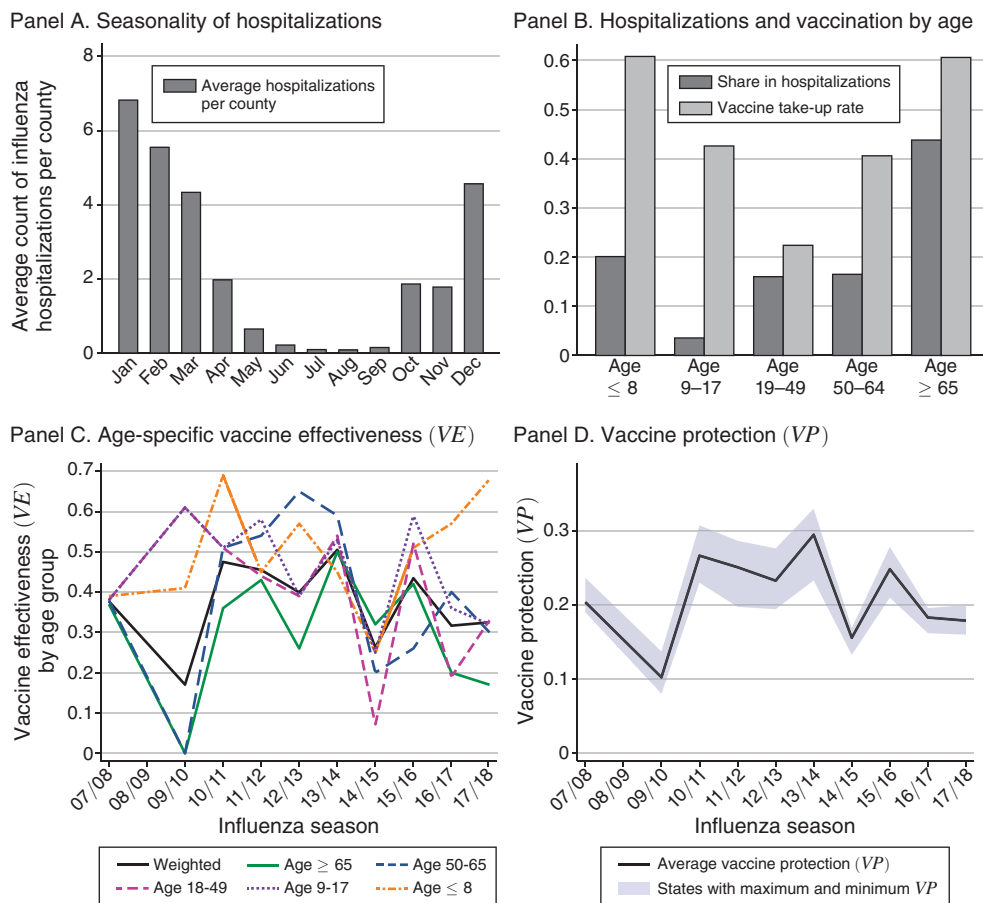 Panel A. Seasonality of hospitalizations
Average count of influenza
hospitalizations per county
8
6
4
2
0
Average hospitalizations
per county
Jan
Feb
Mar
Apr
May
Jun
Jul
Aug
Sep
Oct
Nov
Dec
Panel B. Hospitalizations and vaccination by age
0.6
0.5
0.4
0.3
0.2
0.1
0
Share in hospitalizations
Vaccine take-up rate
Age Age Age Age Age
≤ 8 9–17 19–49 50–64 ≥ 65
Panel C. Age-specific vaccine effectiveness (VE)
Vaccine effectiveness (VE)
by age group
0.7
0.6
0.5
0.4
0.3
0.2
0.1
0
07/08
08/09
09/10
10/11
11/12
12/13
13/14
14/15
15/16
16/17
17/18
Influenza season
Weighted Age ≥ 65 Age 50-65
Age 18-49 Age 9-17 Age ≤ 8
Panel D. Vaccine protection (VP)
Vaccine protection (VP)
0.3
0.2
0.1
0
07/08
08/09
09/10
10/11
11/12
12/13
13/14
14/15
15/16
16/17
17/18
Influenza season
Average vaccine protection (VP)
States with maximum and minimum VP